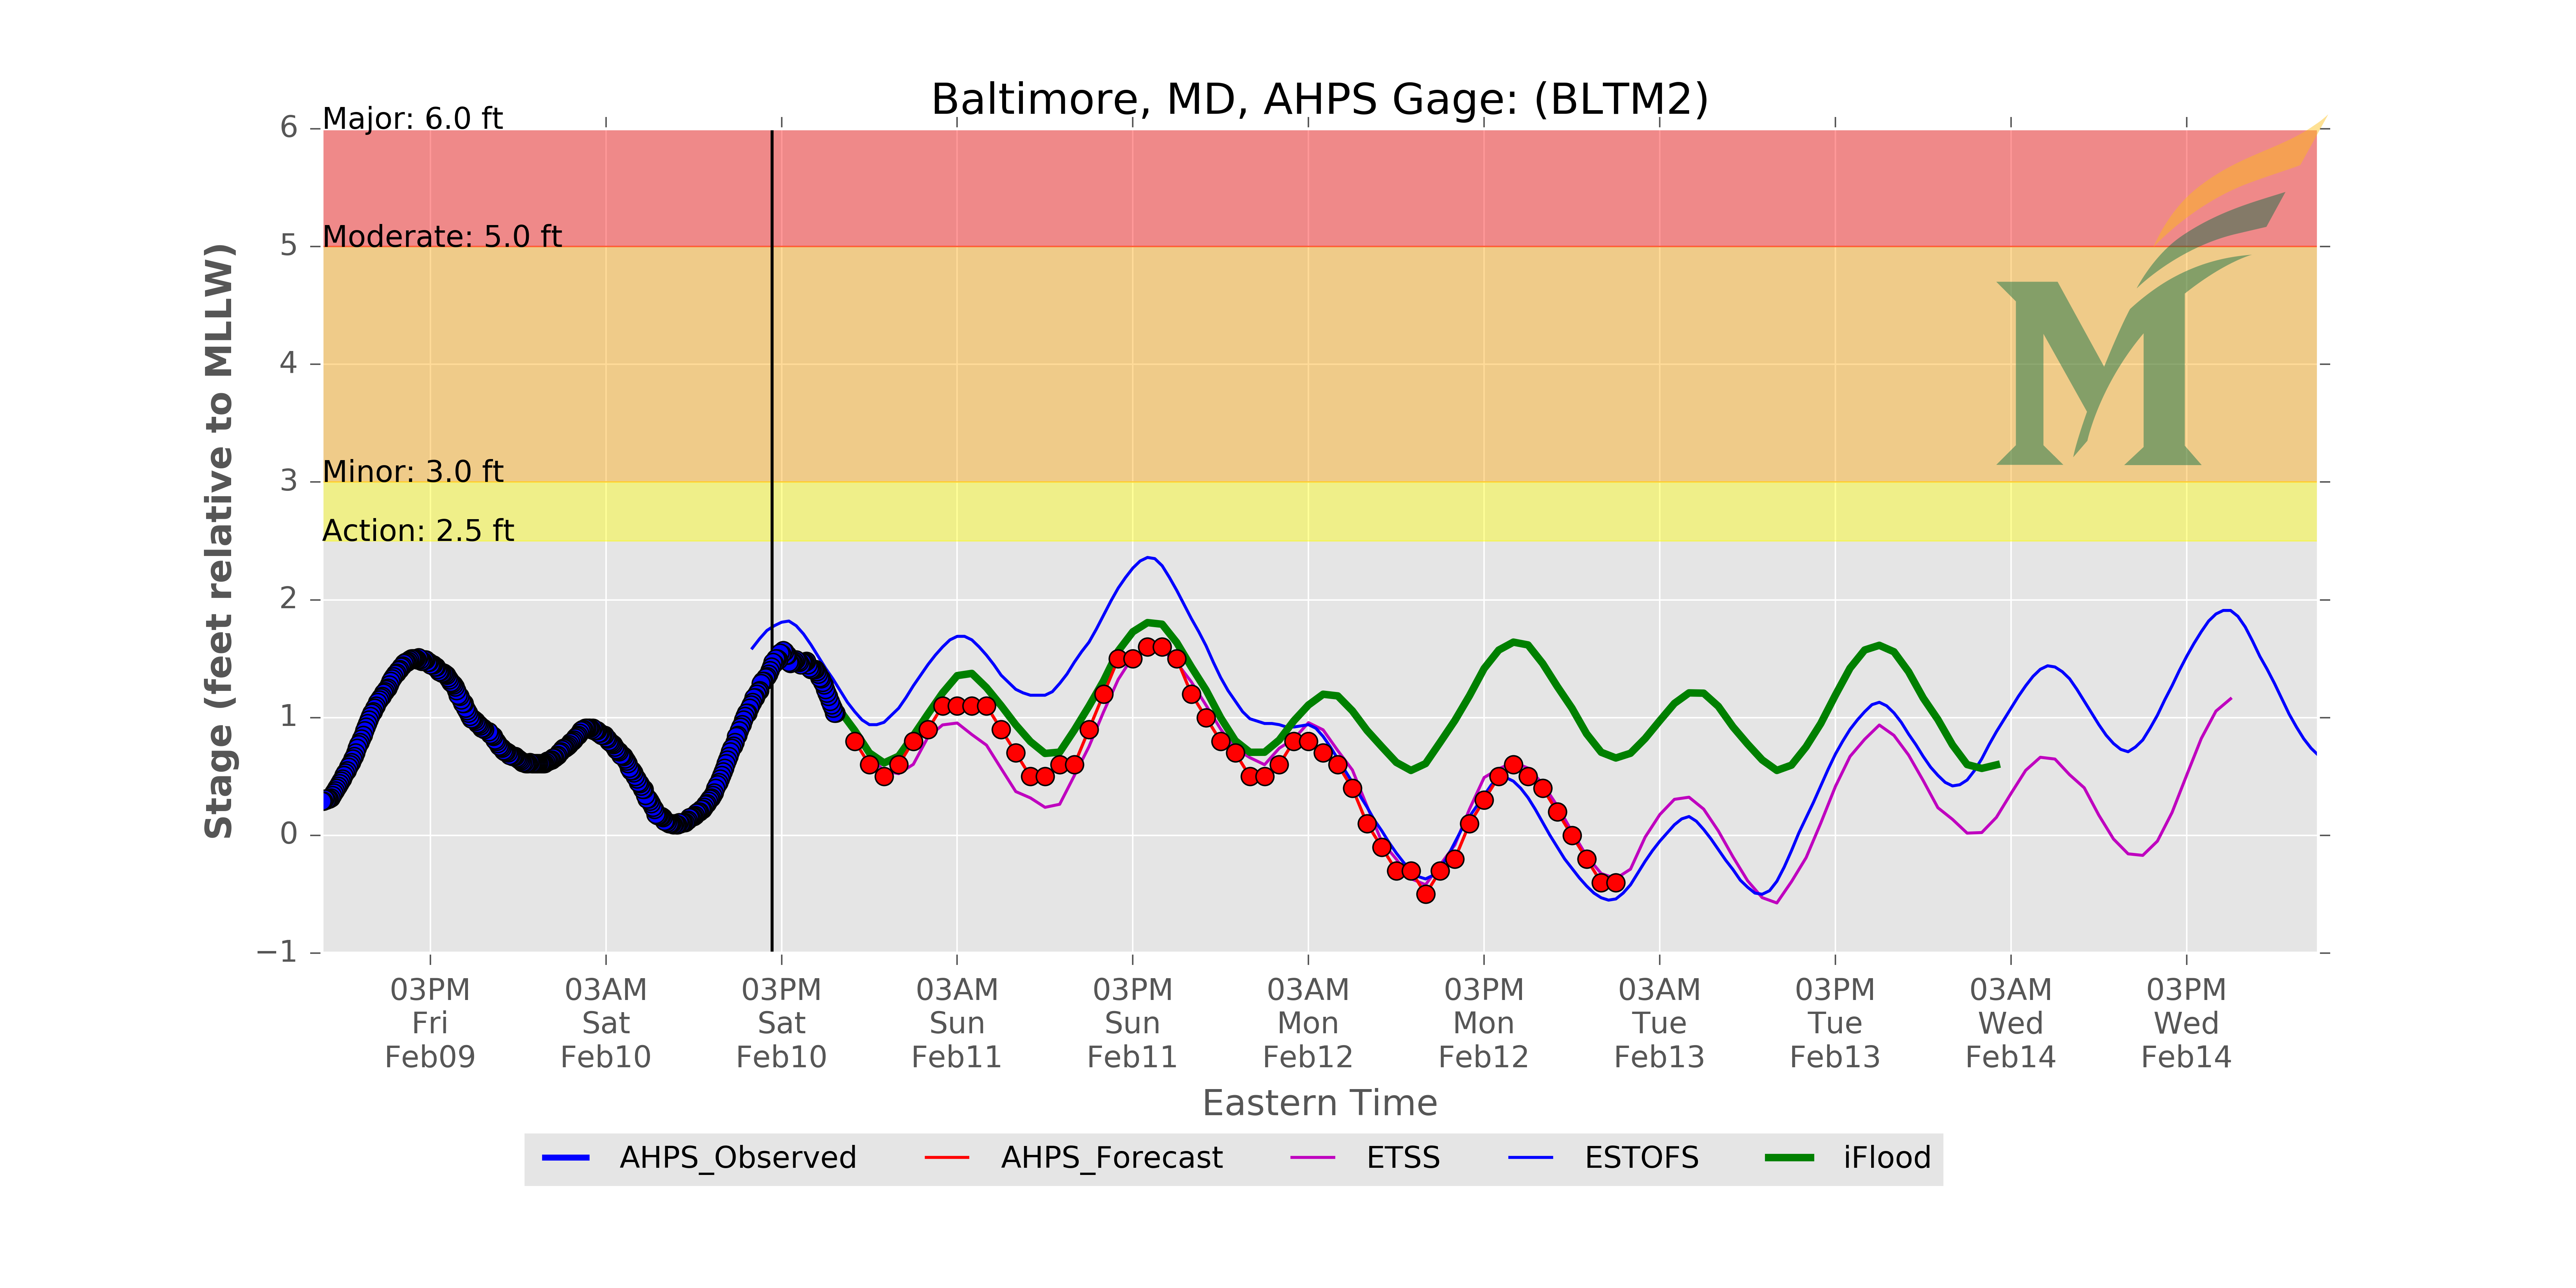 Baltimore, MD, AHPS Gage: (BLTM2)
Major: 6.0 ft
Moderate: 5.0 ft
Minor: 3.0 ft
Action: 2.5 ft
6
5
4
3
2
1
0
−1
Stage (feet relative to MLLW)
03PM 03AM 03PM 03AM 03PM 03AM 03PM 03AM 03PM 03AM 03PM
Fri Sat Sat Sun Sun Mon Mon Tue Tue Wed Wed
Feb09 Feb10 Feb10 Feb11 Feb11 Feb12 Feb12 Feb13 Feb13 Feb14 Feb14
Eastern Time
AHPS_Observed AHPS_Forecast ETSS ESTOFS iFlood
M